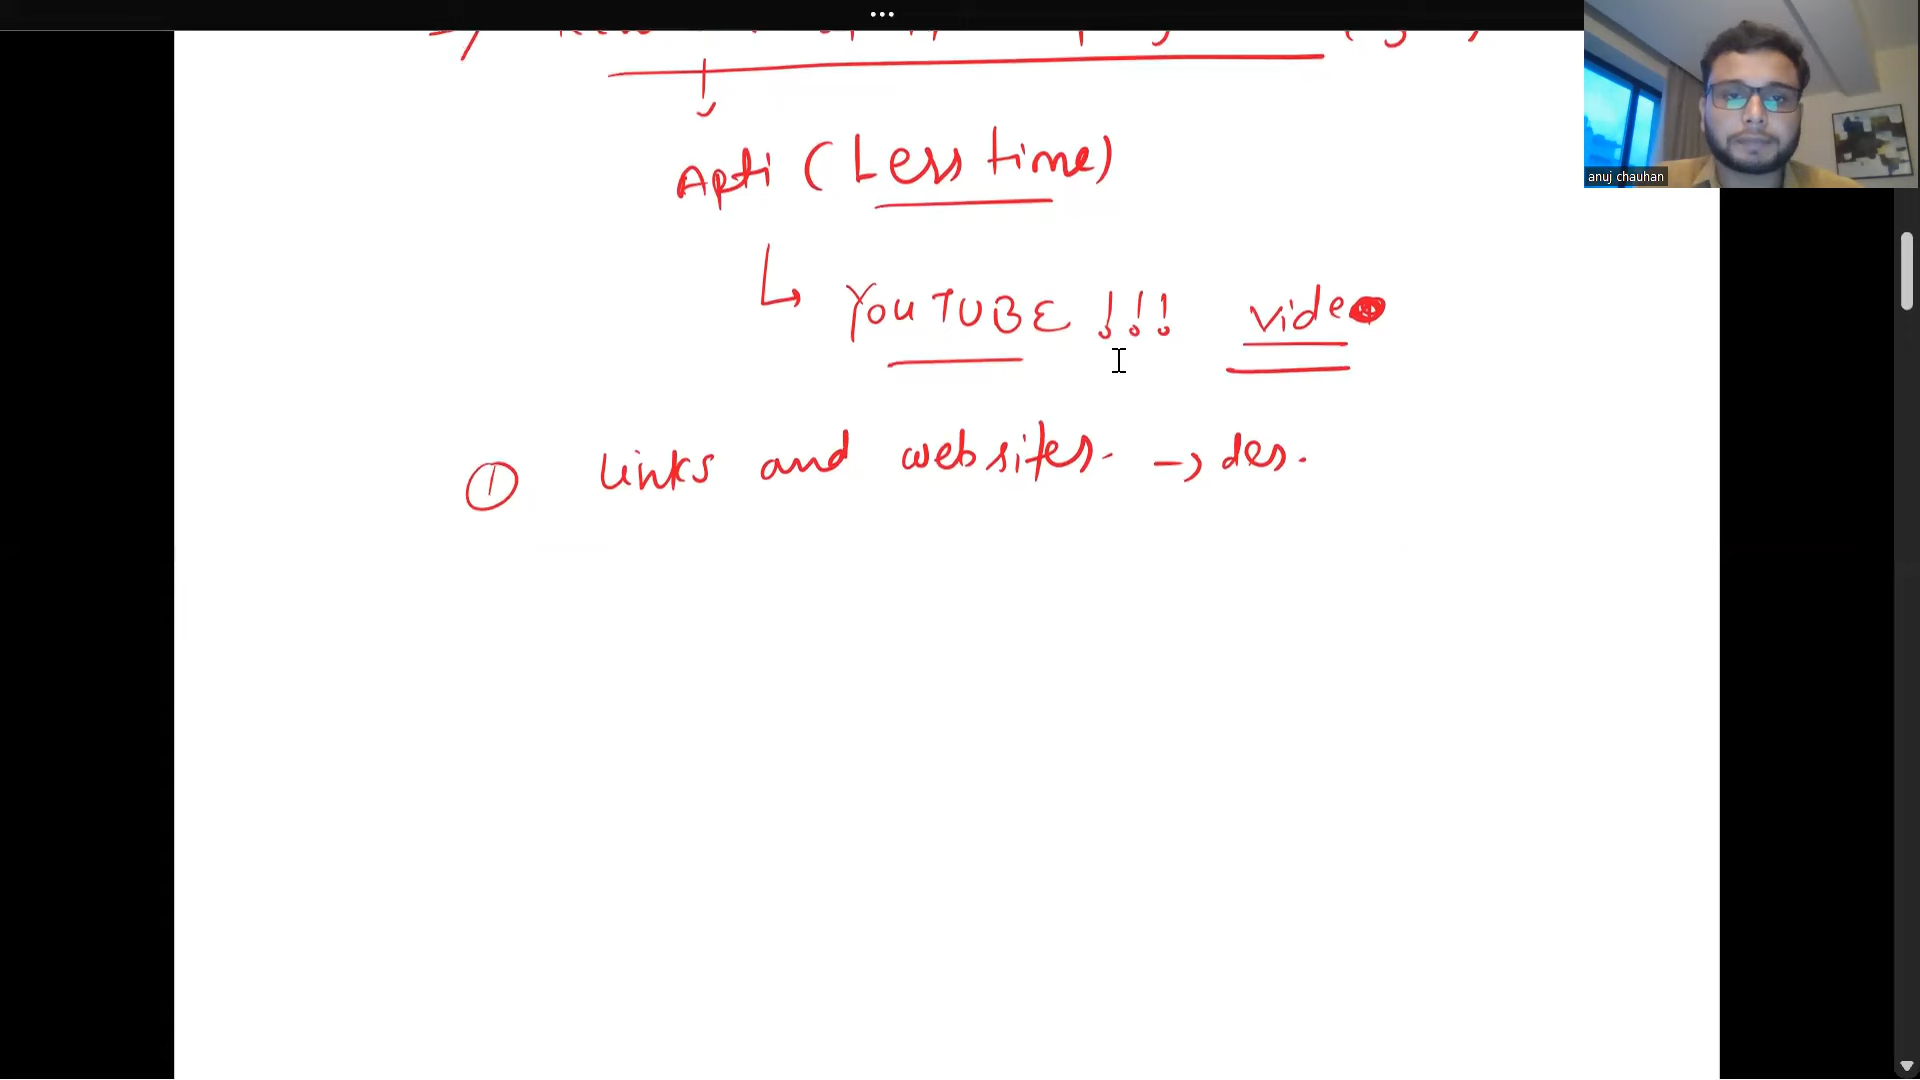 ...
Apti (Less time)
YouTUBE !!! video
① links and websites. → des.
anuj chauhan